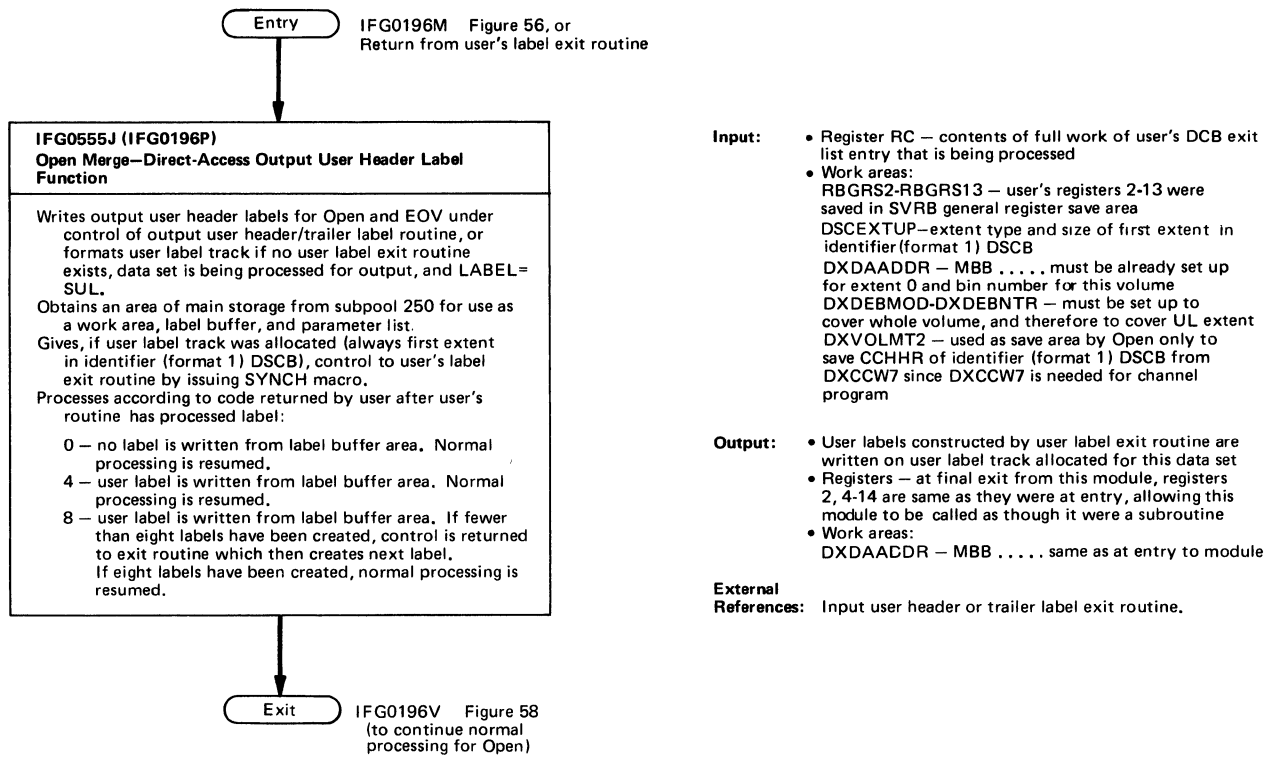 Entry
IFG0196M Figure 56, or
Return from user's label exit routine
IFG0555J (IFG0196P)
Open Merge—Direct-Access Output User Header Label
Function
Writes output user header labels for Open and EOV under
control of output user header/trailer label routine, or
formats user label track if no user label exit routine
exists, data set is being processed for output, and LABEL=
SUL.
Obtains an area of main storage from subpool 250 for use as
a work area, label buffer, and parameter list.
Gives, if user label track was allocated (always first extent
in identifier (format 1) DSCB), control to user's label
exit routine by issuing SYNCH macro.
Processes according to code returned by user after user's
routine has processed label:
0 — no label is written from label buffer area. Normal
processing is resumed.
4 — user label is written from label buffer area. Normal
processing is resumed.
8 — user label is written from label buffer area. If fewer
than eight labels have been created, control is returned
to exit routine which then creates next label.
If eight labels have been created, normal processing is
resumed.
Exit
IFG0196V Figure 58
(to continue normal
processing for Open)
Input: • Register RC — contents of full work of user's DCB exit
list entry that is being processed
• Work areas:
RBGRS2-RBGRS13 — user's registers 2-13 were
saved in SVRB general register save area
DSCEXTUP—extent type and size of first extent in
identifier (format 1) DSCB
DXDAADDR — MBB ..... must be already set up
for extent 0 and bin number for this volume
DXDEBMOD-DXDEBNTR — must be set up to
cover whole volume, and therefore to cover UL extent
DXVOLMT2 — used as save area by Open only to
save CCHHR of identifier (format 1) DSCB from
DXCCW7 since DXCCW7 is needed for channel
program
Output: • User labels constructed by user label exit routine are
written on user label track allocated for this data set
• Registers — at final exit from this module, registers
2, 4-14 are same as they were at entry, allowing this
module to be called as though it were a subroutine
• Work areas:
DXDAADDR — MBB ..... same as at entry to module
External
References: Input user header or trailer label exit routine.